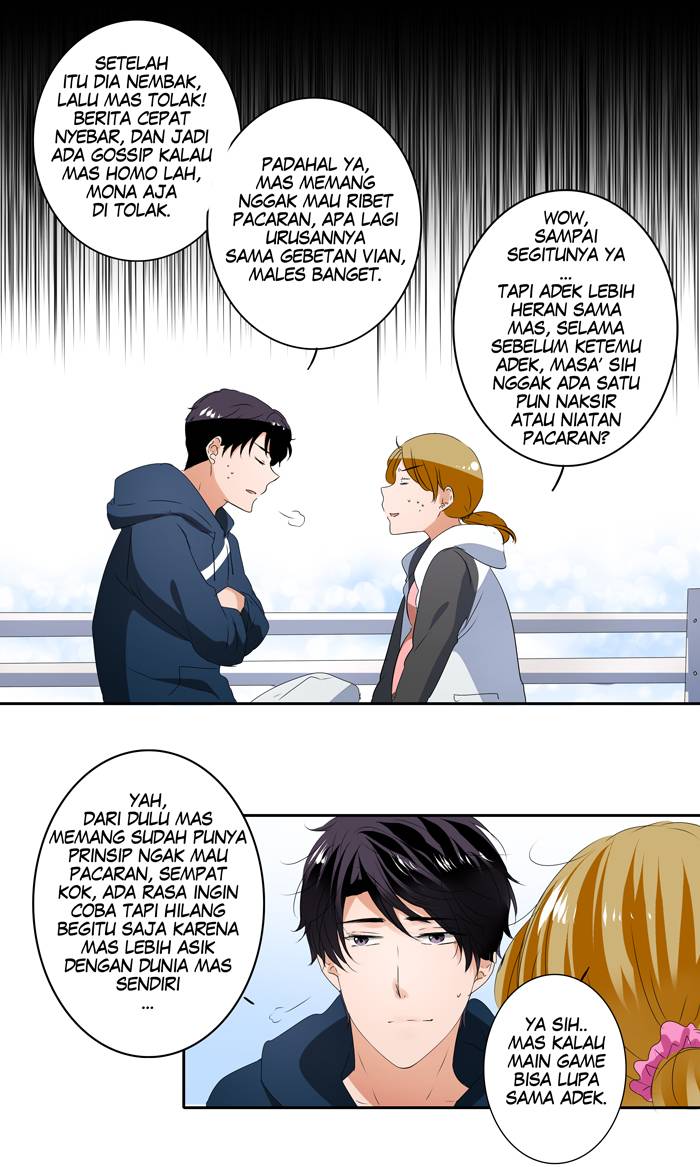 SETELAH
ITU DIA NEMBAK,
LALU MAS TOLAK!
BERITA CEPAT
NYEBAR, DAN JADI
ADA GOSSIP KALAU
MAS HOMO LAH,
MONA AJA
DI TOLAK.
PADAHAL YA,
MAS MEMANG
NGGAK MAU RIBET
PACARAN, APA LAGI
URUSANNYA
SAMA GEBETAN VIAN,
MALES BANGET.
WOW,
SAMPAI
SEGITUNYA YA
...
TAPI ADEK LEBIH
HERAN SAMA
MAS, SELAMA
SEBELUM KETEMU
ADEK, MASA' SIH
NGGAK ADA SATU
PUN NAKSIR
ATAU NIATAN
PACARAN?
YAH,
DARI DULU MAS
MEMANG SUDAH PUNYA
PRINSIP NGAK MAU
PACARAN, SEMPAT
KOK, ADA RASA INGIN
COBA TAPI HILANG
BEGITU SAJA KARENA
MAS LEBIH ASIK
DENGAN DUNIA MAS
SENDIRI
...
YA SIH..
MAS KALAU
MAIN GAME
BISA LUPA
SAMA ADEK.